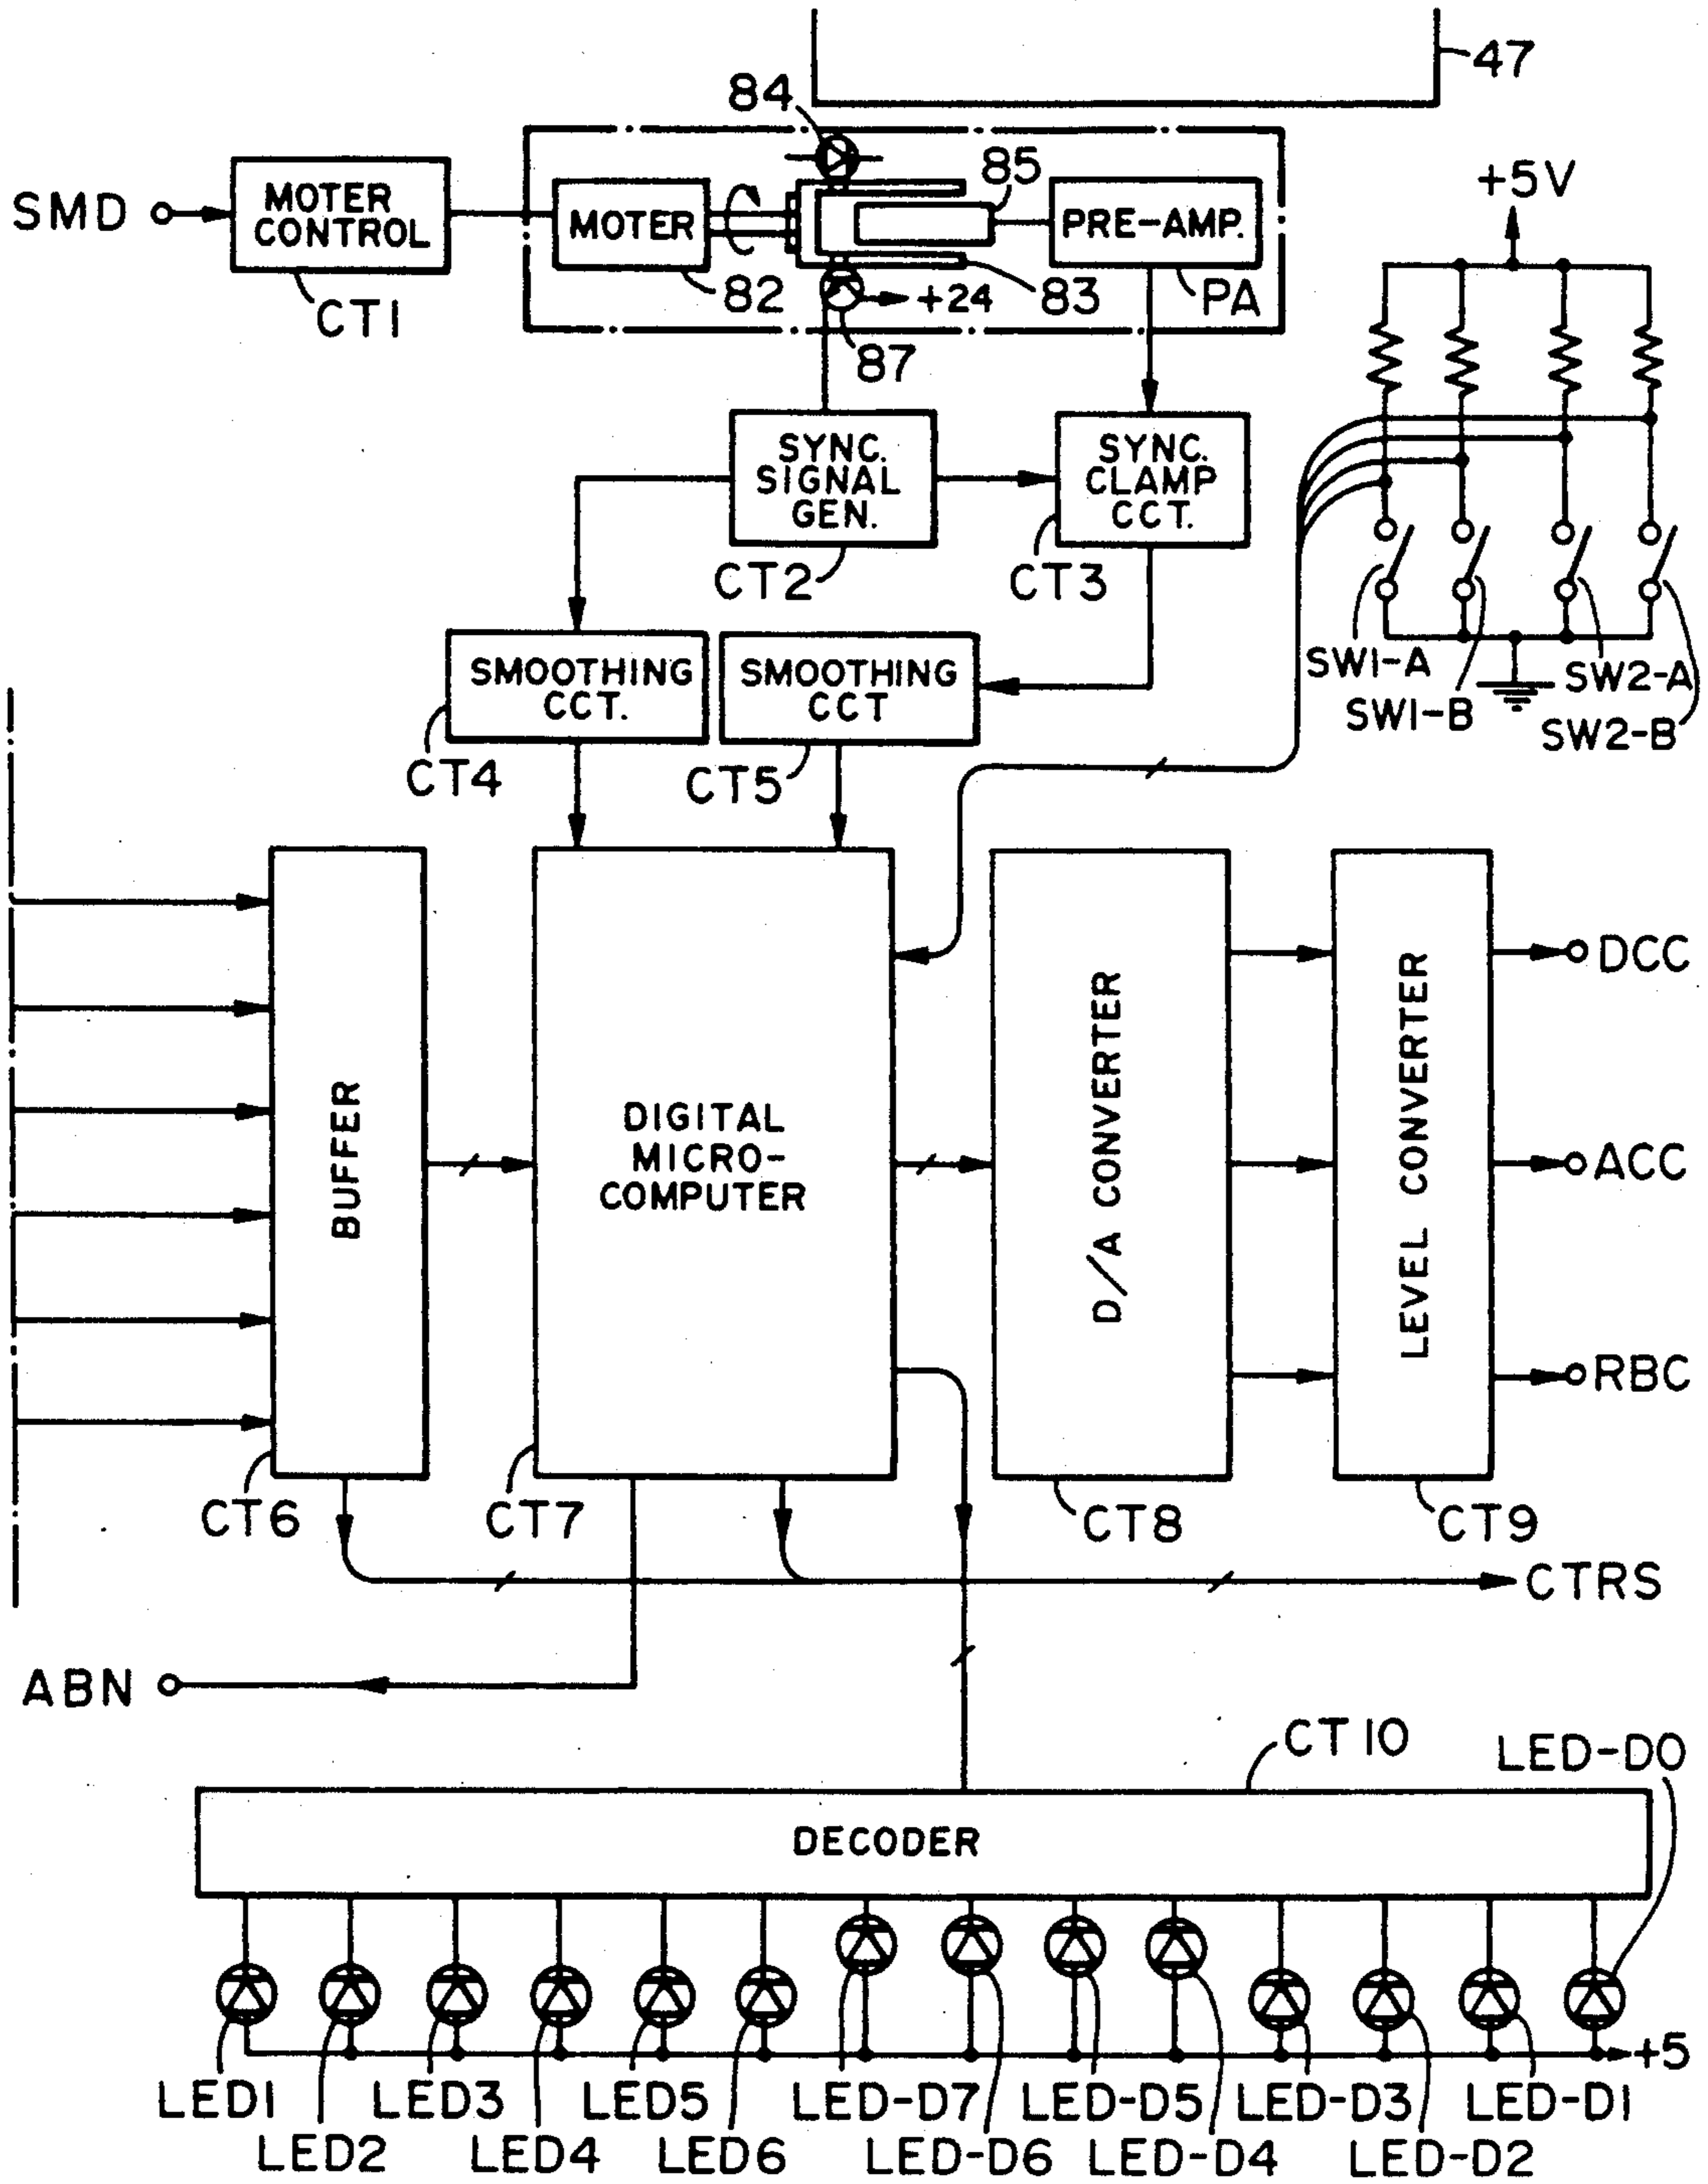 47
84
85
+5V
SMD
MOTER
CONTROL
MOTER
PRE-AMP.
82
+24
83
PA
CT1
87
SYNC.
SIGNAL
GEN.
SYNC.
CLAMP
CCT.
CT2
CT3
SW1-A
SW2-A
SW1-B
SW2-B
SMOOTHING
CCT.
SMOOTHING
CCT
CT4
CT5
BUFFER
DIGITAL
MICRO-
COMPUTER
D/A CONVERTER
LEVEL CONVERTER
DCC
ACC
RBC
CT6
CT7
CT8
CT9
CTRS
ABN
CT10
LED-D0
DECODER
+5
LED1
LED3
LED5
LED-D7
LED-D5
LED-D3
LED-D1
LED2
LED4
LED6
LED-D6
LED-D4
LED-D2